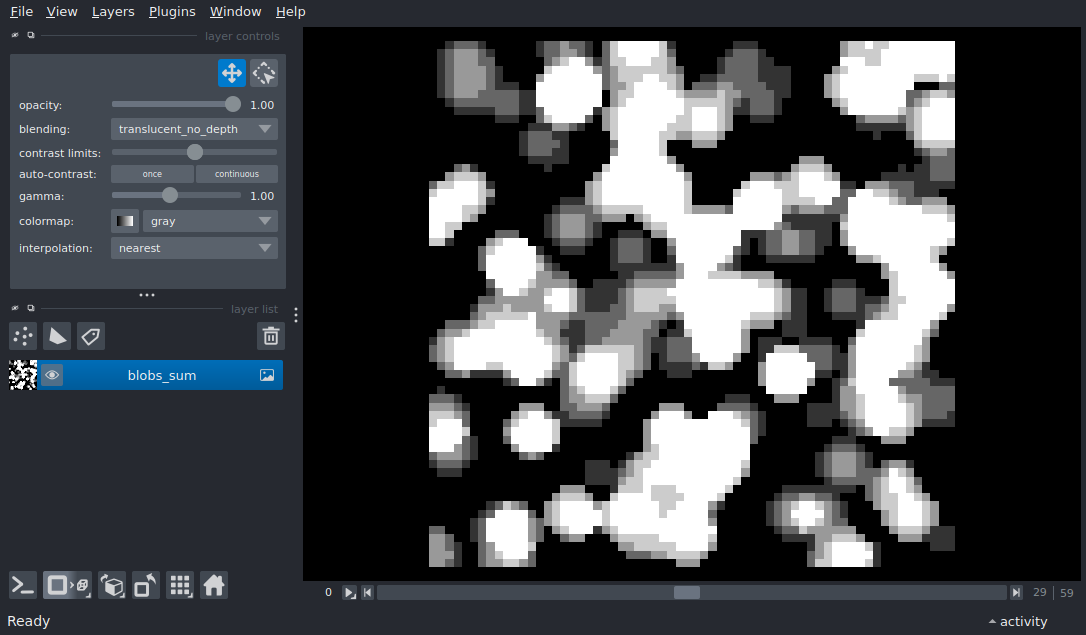 File View Layers Plugins Window Help
layer controls
opacity: 1.00
blending: translucent_no_depth
contrast limits:
auto-contrast: once continuous
gamma: 1.00
colormap: gray
interpolation: nearest
layer list
blobs_sum
0 29 59
Ready activity